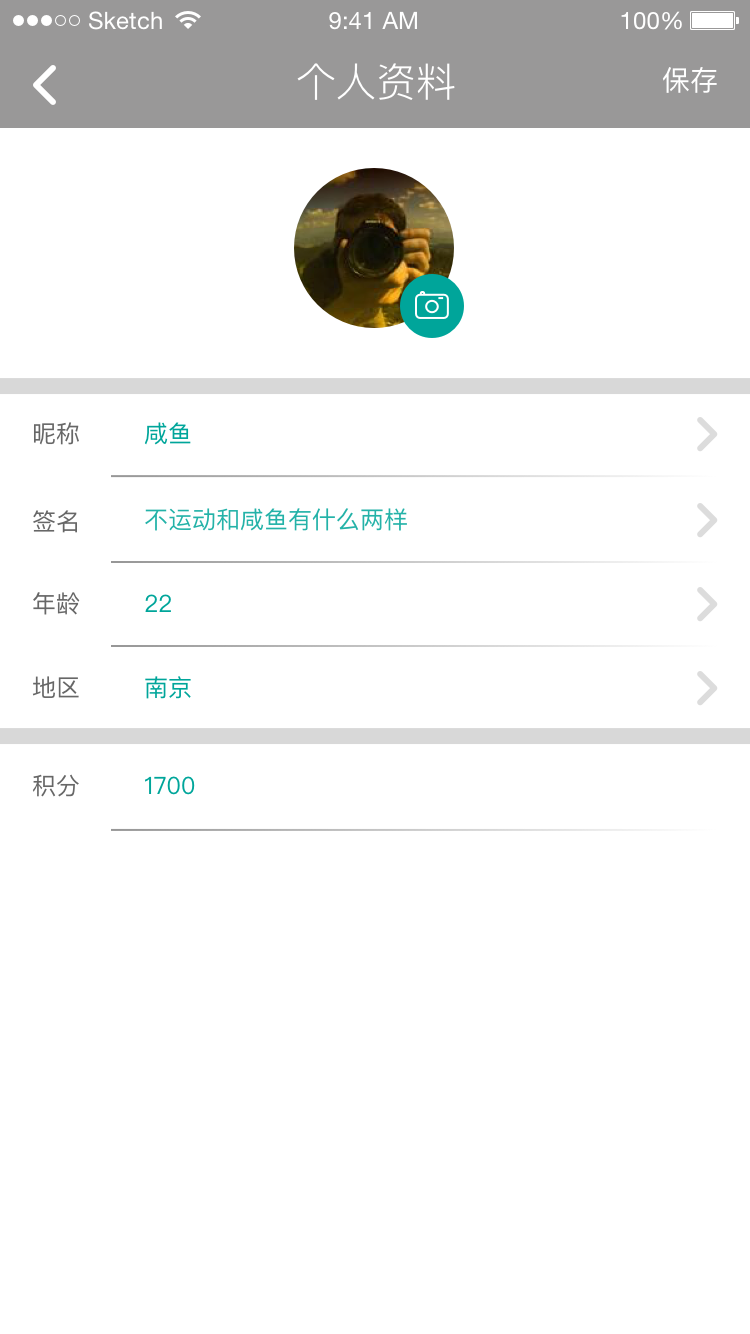 Sketch 9:41 AM 100%
个人资料 保存
昵称 咸鱼
签名 不运动和咸鱼有什么两样
年龄 22
地区 南京
积分 1700